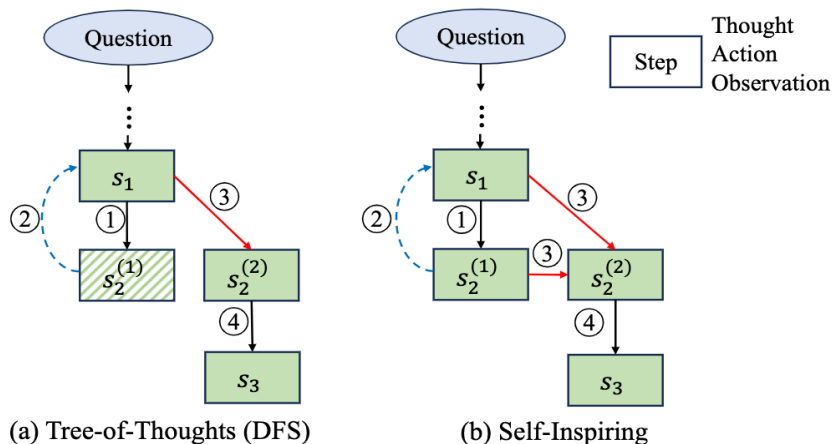 Question
s₁
①
②
③
s₂⁽¹⁾
s₂⁽²⁾
④
s₃
(a) Tree-of-Thoughts (DFS)
Question
s₁
①
②
③
s₂⁽¹⁾
③
s₂⁽²⁾
④
s₃
(b) Self-Inspiring
Step
Thought
Action
Observation